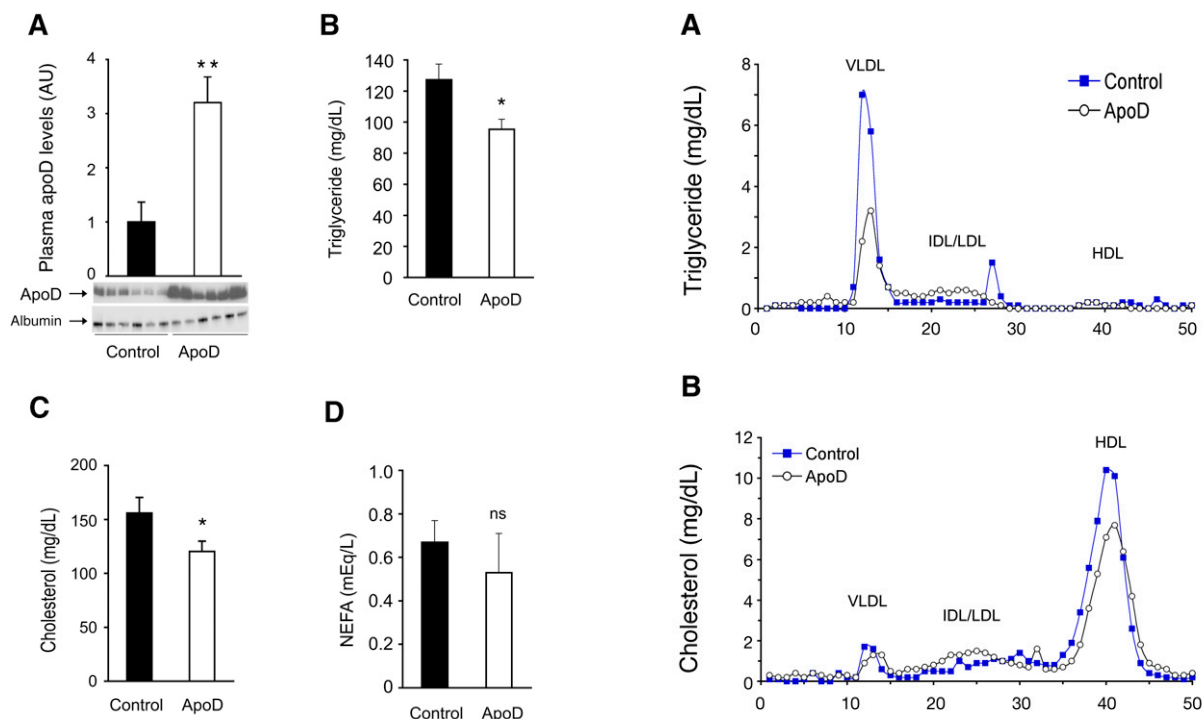 A
Plasma apoD levels (AU)
4
3
2
1
0
**
ApoD
Albumin
Control ApoD
B
Triglyceride (mg/dL)
140
120
100
80
60
40
20
0
*
Control ApoD
C
Cholesterol (mg/dL)
200
150
100
50
0
*
Control ApoD
D
NEFA (mEq/L)
1.0
0.8
0.6
0.4
0.2
0
ns
Control ApoD
A
Triglyceride (mg/dL)
8
6
4
2
0
VLDL
IDL/LDL
HDL
Control
ApoD
0 10 20 30 40 50
B
Cholesterol (mg/dL)
12
10
8
6
4
2
0
Control
ApoD
VLDL
IDL/LDL
HDL
0 10 20 30 40 50